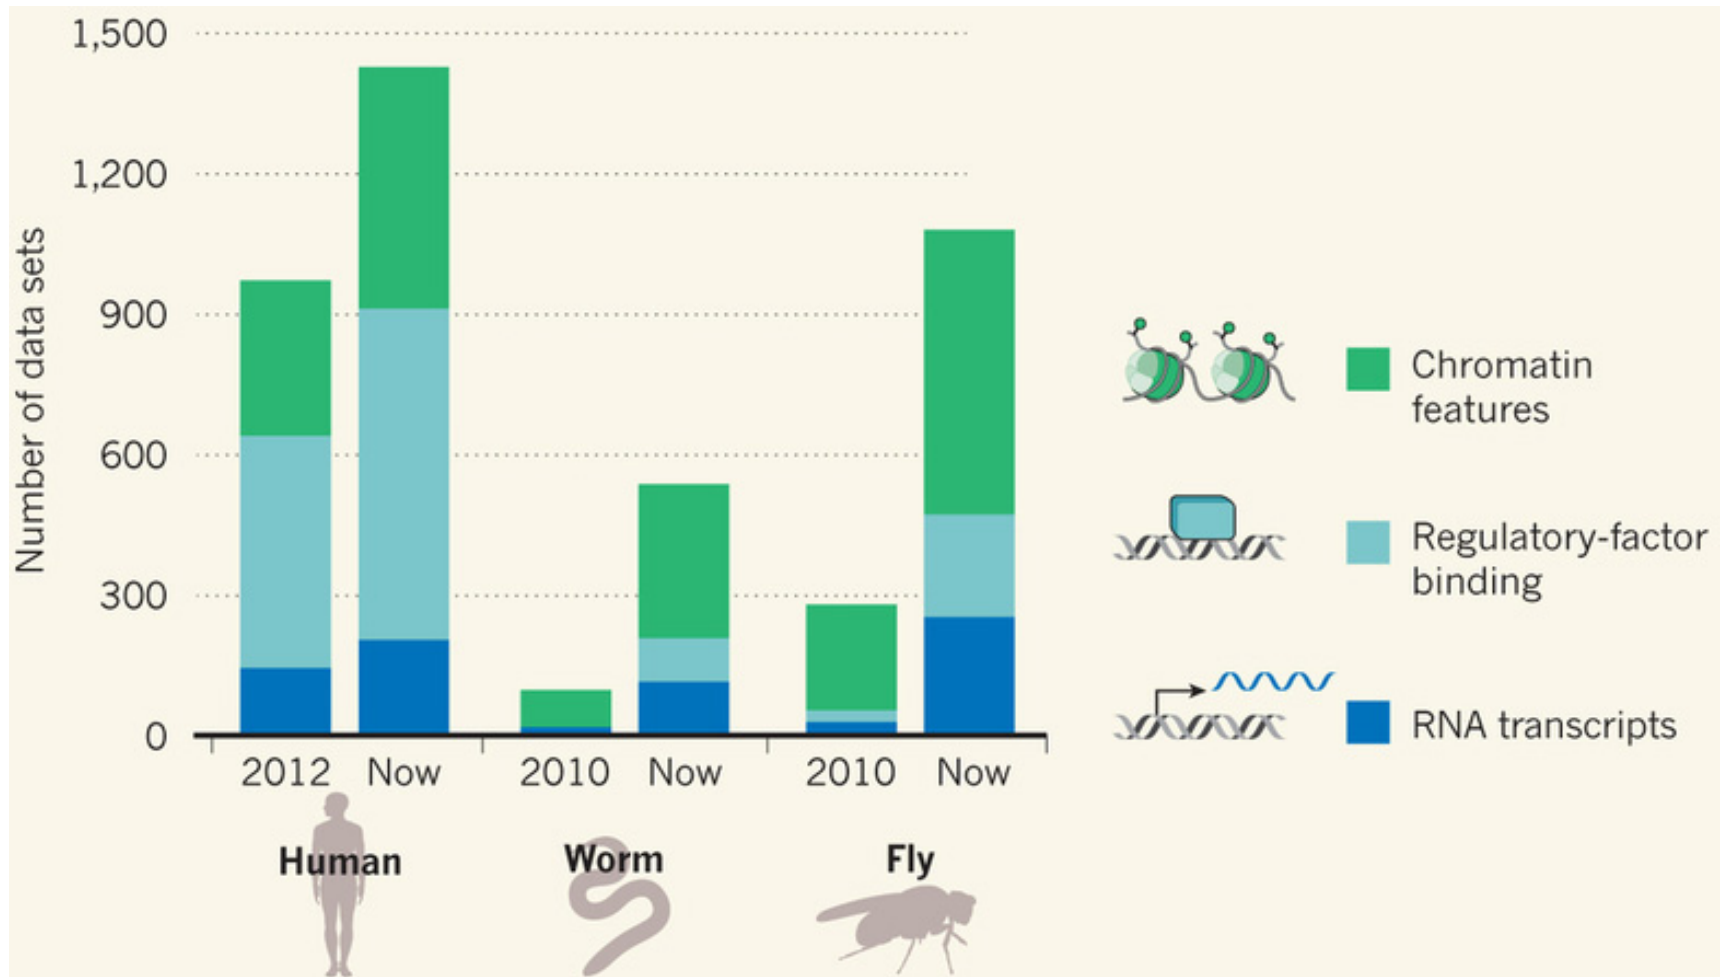 1,500
1,200
900
600
300
0
Number of data sets
2012 Now 2010 Now 2010 Now
Human Worm Fly
Chromatin
features
Regulatory-factor
binding
RNA transcripts